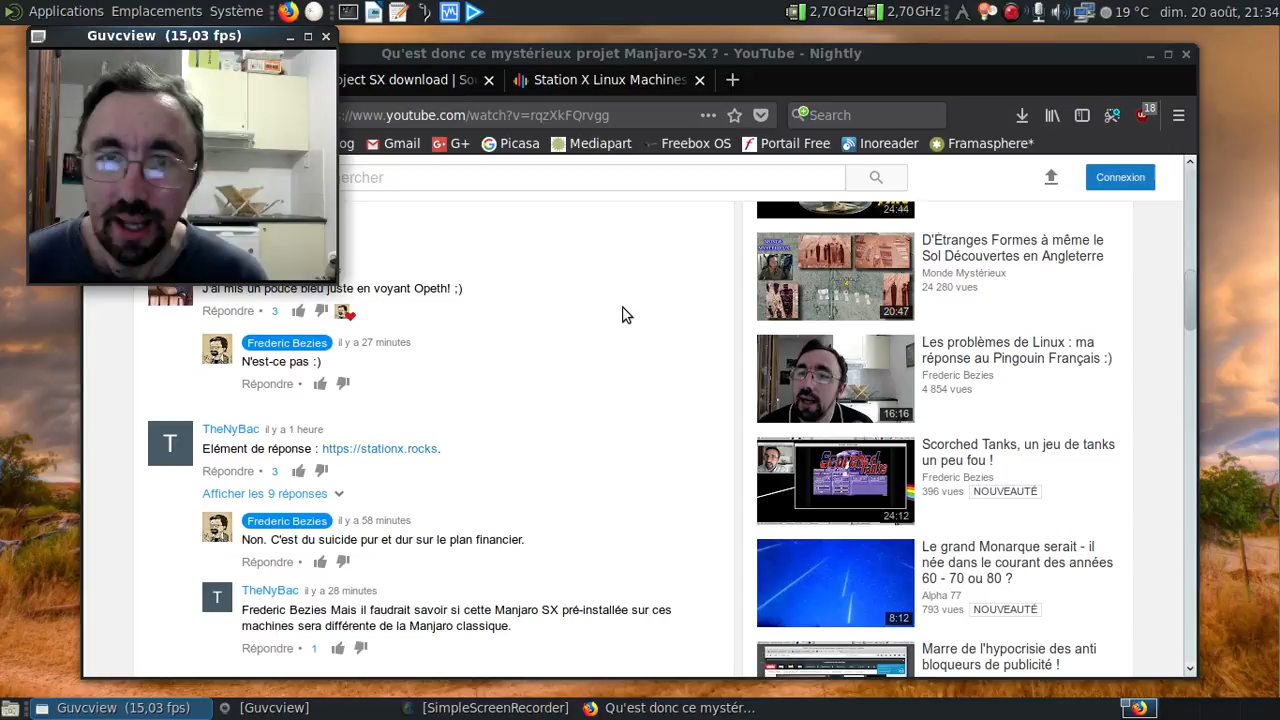 Applications Emplacements Système
2,70 GHz 2,70 GHz 19 °C dim. 20 août, 21:34
Guvcview (15,03 fps)
Qu'est donc ce mystérieux projet Manjaro-SX ? - YouTube - Nightly
oject SX download | So
Station X Linux Machines
://www.youtube.com/watch?v=rqzXkFQrvgg
Search
18
og Gmail G+ Picasa Mediapart Freebox OS Portail Free Inoreader Framasphere*
ercher
Connexion
J'ai mis un pouce bleu juste en voyant Opeth! ;)
Répondre • 3
Frederic Bezies il y a 27 minutes
N'est-ce pas :)
Répondre •
T
TheNyBac il y a 1 heure
Elément de réponse : https://stationx.rocks.
Répondre • 3
Afficher les 9 réponses
Frederic Bezies il y a 58 minutes
Non. C'est du suicide pur et dur sur le plan financier.
Répondre •
T
TheNyBac il y a 28 minutes
Frederic Bezies Mais il faudrait savoir si cette Manjaro SX pré-installée sur ces
machines sera différente de la Manjaro classique.
Répondre • 1
24:44
D'Étranges Formes à même le
Sol Découvertes en Angleterre
Monde Mystérieux
24 280 vues
20:47
Les problèmes de Linux : ma
réponse au Pingouin Français :)
Frederic Bezies
4 854 vues
16:16
Scorched Tanks, un jeu de tanks
un peu fou !
Frederic Bezies
396 vues NOUVEAUTÉ
Scorched Tanks
24:12
Le grand Monarque serait - il
née dans le courant des années
60 - 70 ou 80 ?
Alpha 77
793 vues NOUVEAUTÉ
8:12
Marre de l'hypocrisie des anti
bloqueurs de publicité !
Guvcview (15,03 fps)
[Guvcview]
[SimpleScreenRecorder]
Qu'est donc ce mystér...